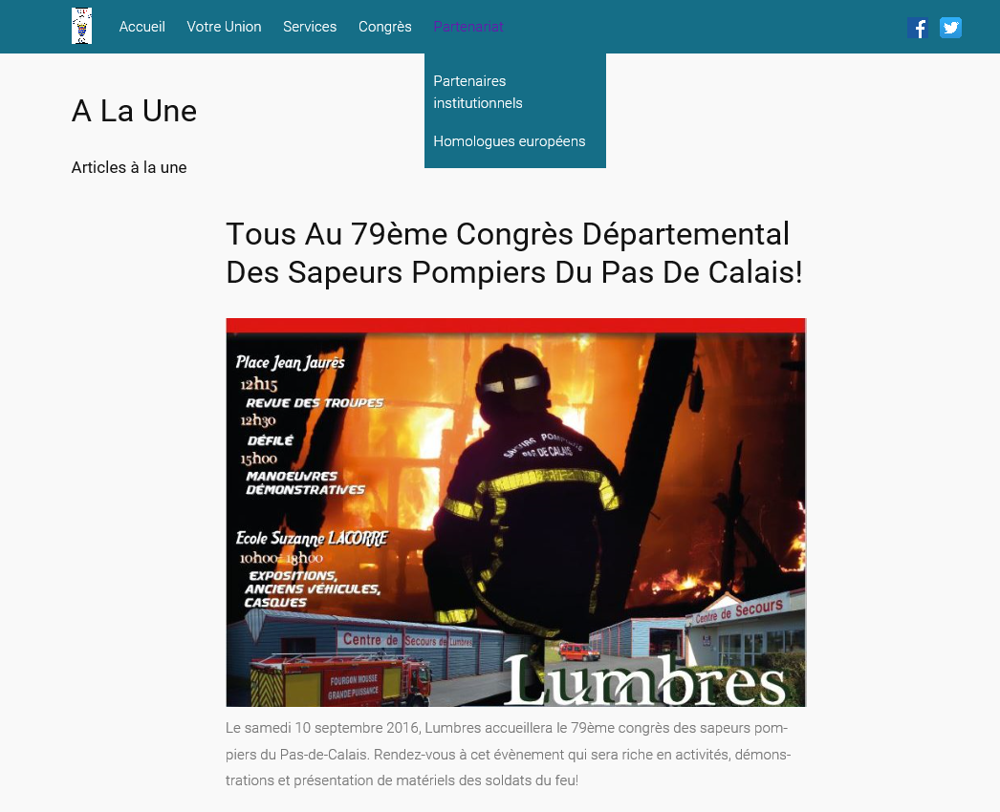 Accueil Votre Union Services Congrès Partenariat
Partenaires
institutionnels
Homologues européens
A La Une
Articles à la une
Tous Au 79ème Congrès Départemental
Des Sapeurs Pompiers Du Pas De Calais!
Place Jean Jaurès
12h15
REVUE DES TROUPES
12h30
DÉFILÉ
15h00
MANOEUVRES
DÉMONSTRATIVES
Ecole Suzanne LACORRE
10h00-18h00
EXPOSITIONS,
ANCIENS VÉHICULES,
CASQUES
SAPEURS POMPIERS
PAS DE CALAIS
Centre de Secours de Lumbres
Centre de Secours
FOURGON MOUSSE
GRANDE PUISSANCE
Lumbres
Le samedi 10 septembre 2016, Lumbres accueillera le 79ème congrès des sapeurs pom-
piers du Pas-de-Calais. Rendez-vous à cet évènement qui sera riche en activités, démons-
trations et présentation de matériels des soldats du feu!